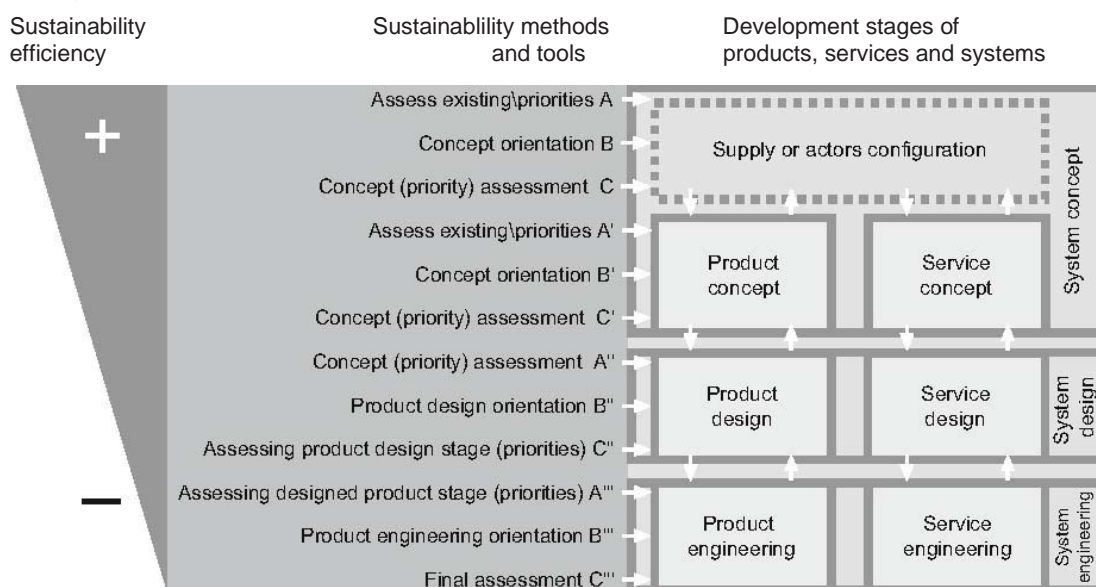 Sustainability
efficiency
Sustainablility methods
and tools
Development stages of
products, services and systems
+
−
Assess existing\priorities A
Concept orientation B
Concept (priority) assessment C
Assess existing\priorities A'
Concept orientation B'
Concept (priority) assessment C'
Concept (priority) assessment A''
Product design orientation B''
Assessing product design stage (priorities) C''
Assessing designed product stage (priorities) A'''
Product engineering orientation B'''
Final assessment C'''
Supply or actors configuration
Product
concept
Service
concept
System concept
Product
design
Service
design
System
design
Product
engineering
Service
engineering
System
engineering